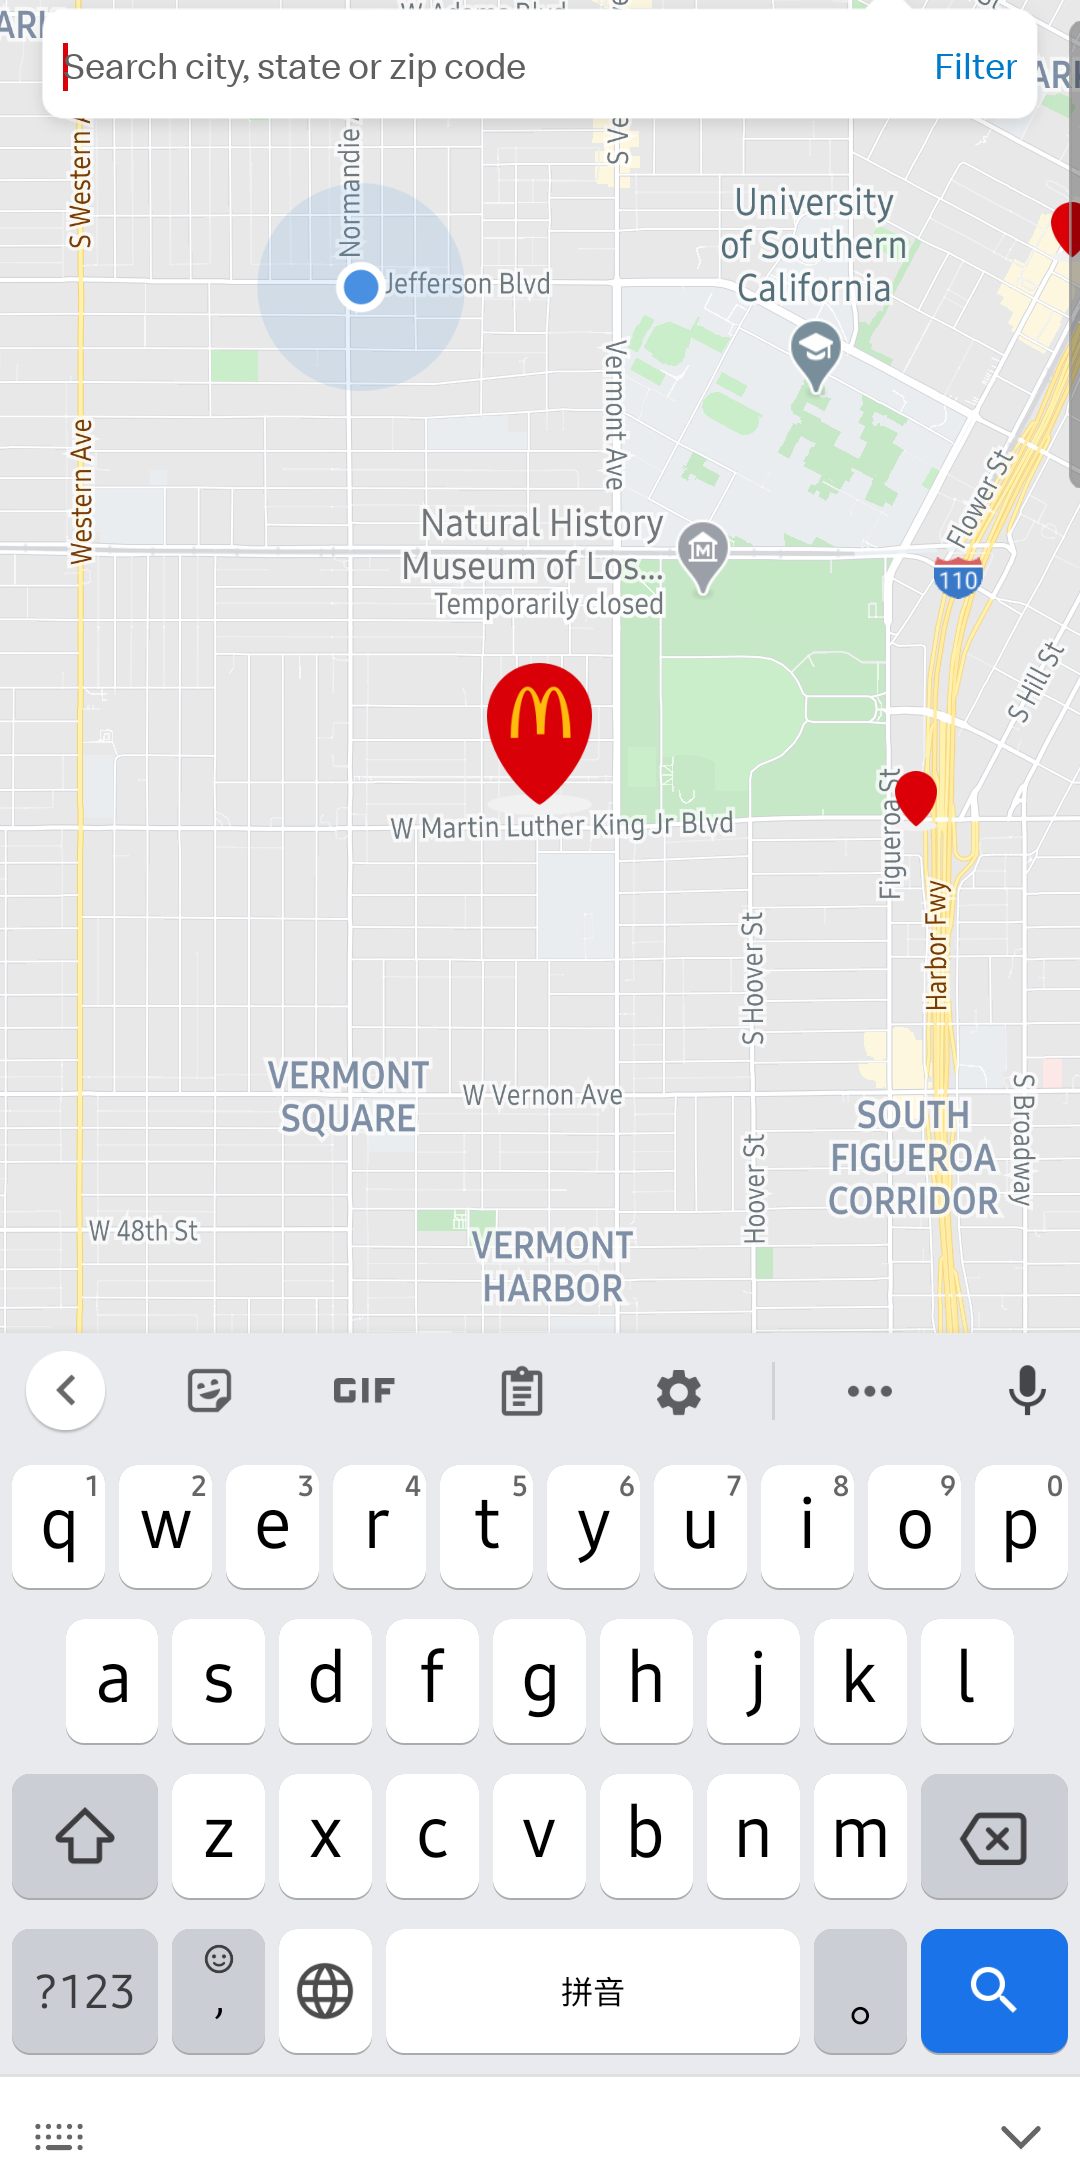 W Adams Blvd
Search city, state or zip code
Filter
S Western
Normandie
S Ve
University
of Southern
California
Jefferson Blvd
Vermont Ave
Western Ave
Flower St
Natural History
Museum of Los...
Temporarily closed
110
S Hill St
W Martin Luther King Jr Blvd
Figueroa St
Harbor Fwy
S Hoover St
VERMONT
SQUARE
W Vernon Ave
S Broadway
SOUTH
FIGUEROA
CORRIDOR
Hoover St
W 48th St
VERMONT
HARBOR
GIF
1 2 3 4 5 6 7 8 9 0
q w e r t y u i o p
a s d f g h j k l
z x c v b n m
?123 , 拼音 。